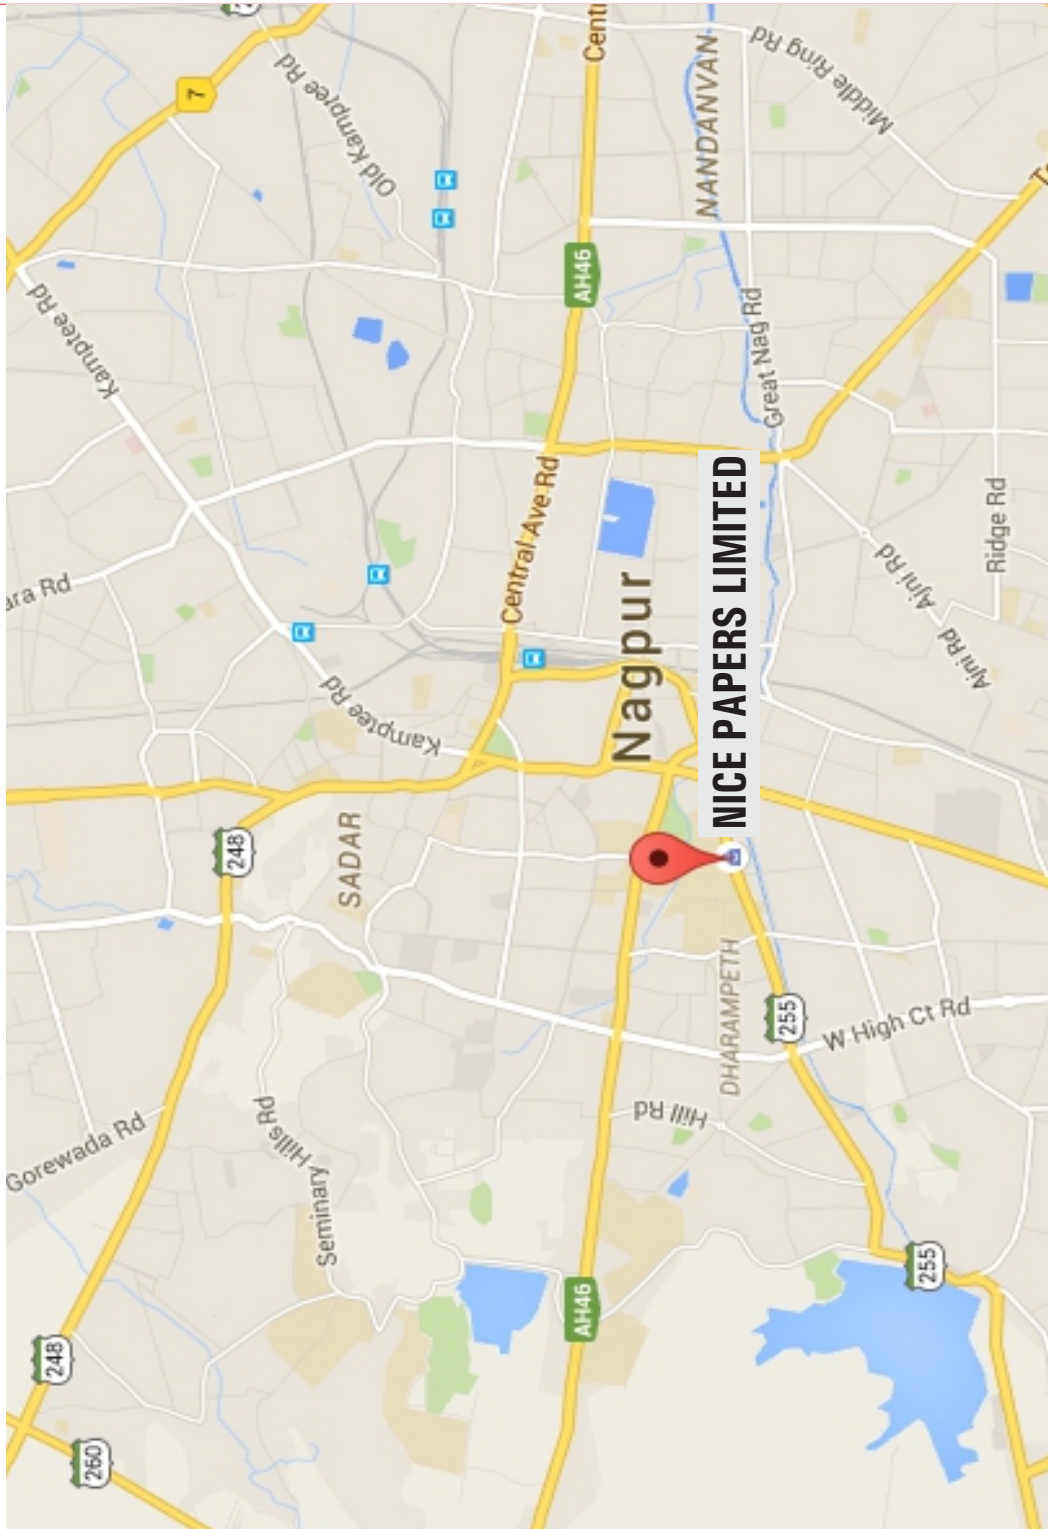 248
260
Gorewada Rd
ara Rd
Kamptee Rd
7
248
Seminary Hills Rd
SADAR
Kamptee Rd
Old Kampree Rd
Central Ave Rd
AH46
AH46
Cent
Nagpur
Hill Rd
DHARAMPETH
NICE PAPERS LIMITED
NANDANVAN
255
Great Nag Rd
Middle Ring Rd
255
W High Ct Rd
Ajni Rd
Ajni Rd
Ridge Rd